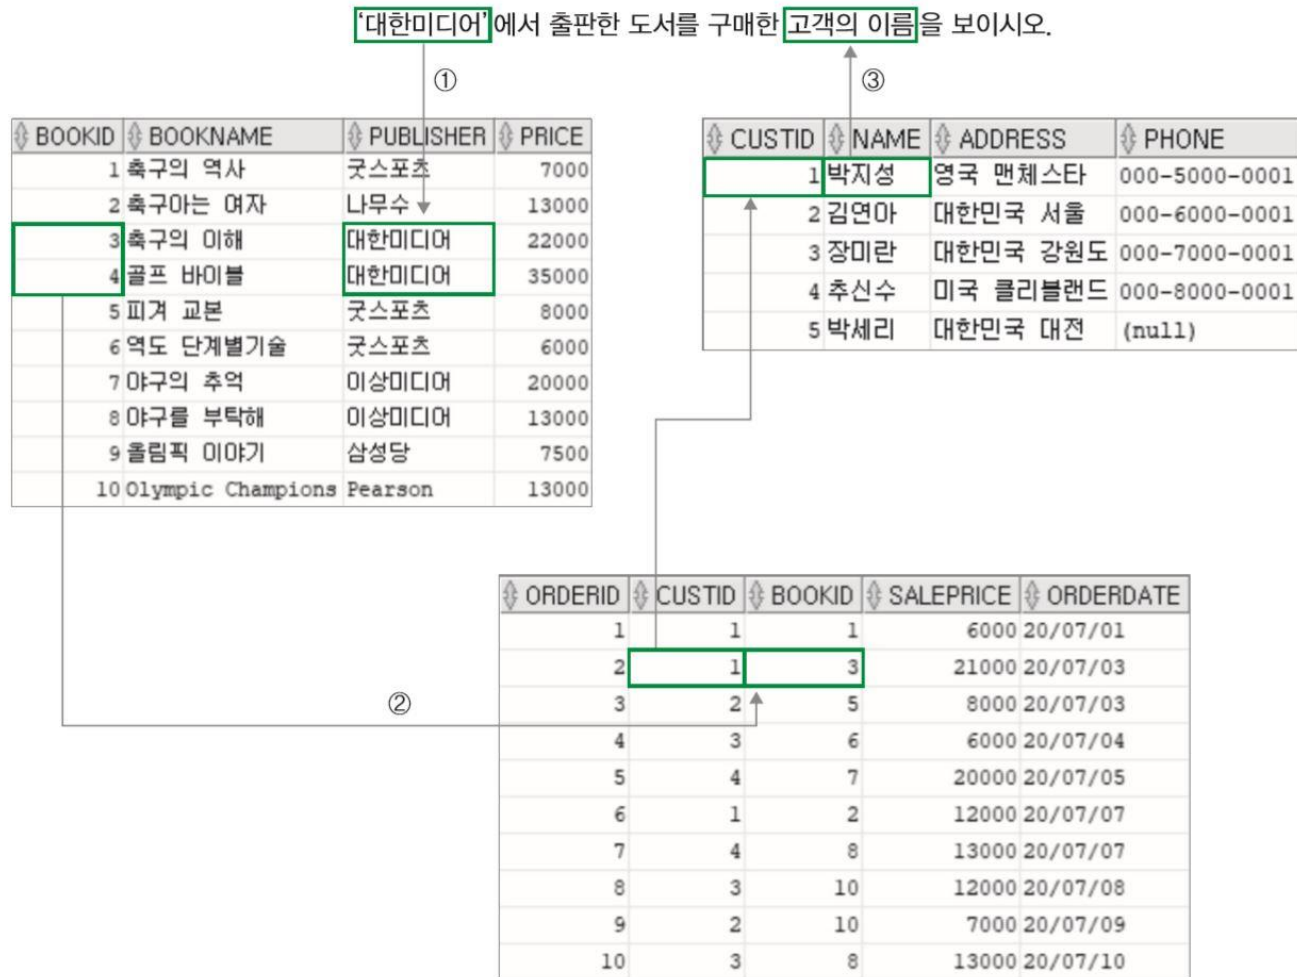 '대한미디어'에서 출판한 도서를 구매한 고객의 이름을 보이시오.
①
③
BOOKID BOOKNAME PUBLISHER PRICE
1 축구의 역사 굿스포츠 7000
2 축구아는 여자 나무수 13000
3 축구의 이해 대한미디어 22000
4 골프 바이블 대한미디어 35000
5 피겨 교본 굿스포츠 8000
6 역도 단계별기술 굿스포츠 6000
7 야구의 추억 이상미디어 20000
8 야구를 부탁해 이상미디어 13000
9 올림픽 이야기 삼성당 7500
10 Olympic Champions Pearson 13000
CUSTID NAME ADDRESS PHONE
1 박지성 영국 맨체스타 000-5000-0001
2 김연아 대한민국 서울 000-6000-0001
3 장미란 대한민국 강원도 000-7000-0001
4 추신수 미국 클리블랜드 000-8000-0001
5 박세리 대한민국 대전 (null)
②
ORDERID CUSTID BOOKID SALEPRICE ORDERDATE
1 1 1 6000 20/07/01
2 1 3 21000 20/07/03
3 2 5 8000 20/07/03
4 3 6 6000 20/07/04
5 4 7 20000 20/07/05
6 1 2 12000 20/07/07
7 4 8 13000 20/07/07
8 3 10 12000 20/07/08
9 2 10 7000 20/07/09
10 3 8 13000 20/07/10